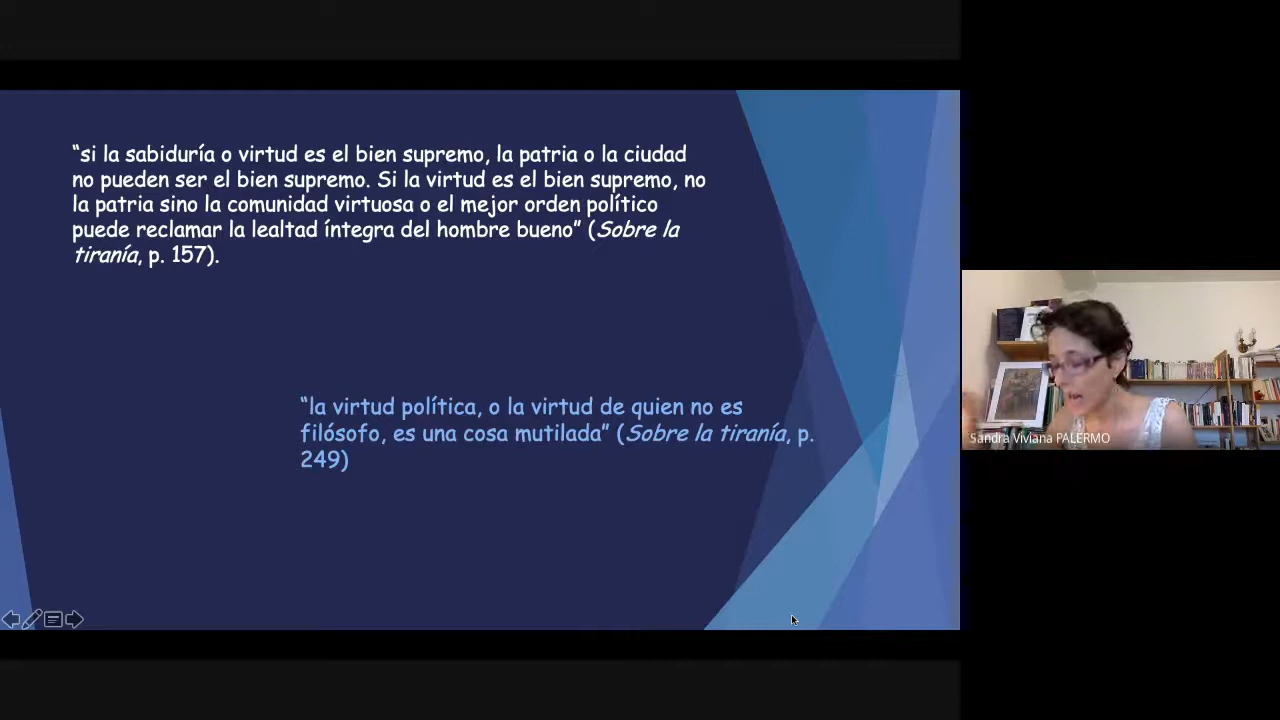 “si la sabiduría o virtud es el bien supremo, la patria o la ciudad
no pueden ser el bien supremo. Si la virtud es el bien supremo, no
la patria sino la comunidad virtuosa o el mejor orden político
puede reclamar la lealtad íntegra del hombre bueno” (Sobre la
tiranía, p. 157).
“la virtud política, o la virtud de quien no es
filósofo, es una cosa mutilada” (Sobre la tiranía, p.
249)
Sandra Viviana PALERMO